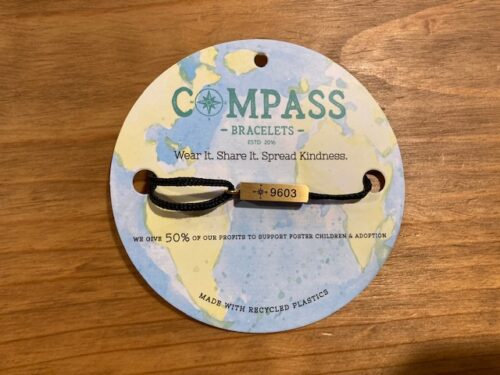 COMPASS
- BRACELETS -
ESTD 2016
Wear It. Share It. Spread Kindness.
9603
WE GIVE 50% OF OUR PROFITS TO SUPPORT FOSTER CHILDREN & ADOPTION
MADE WITH RECYCLED PLASTICS